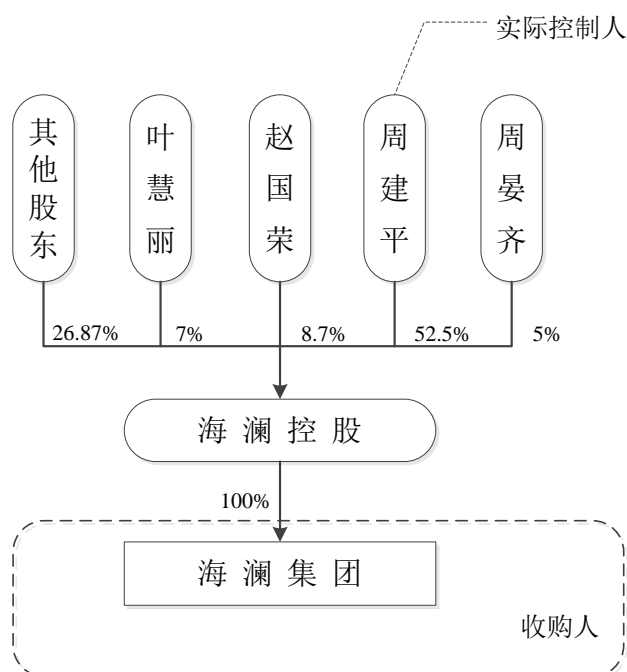 实际控制人
其他股东
叶慧丽
赵国荣
周建平
周晏齐
26.87%
7%
8.7%
52.5%
5%
海澜控股
100%
海澜集团
收购人